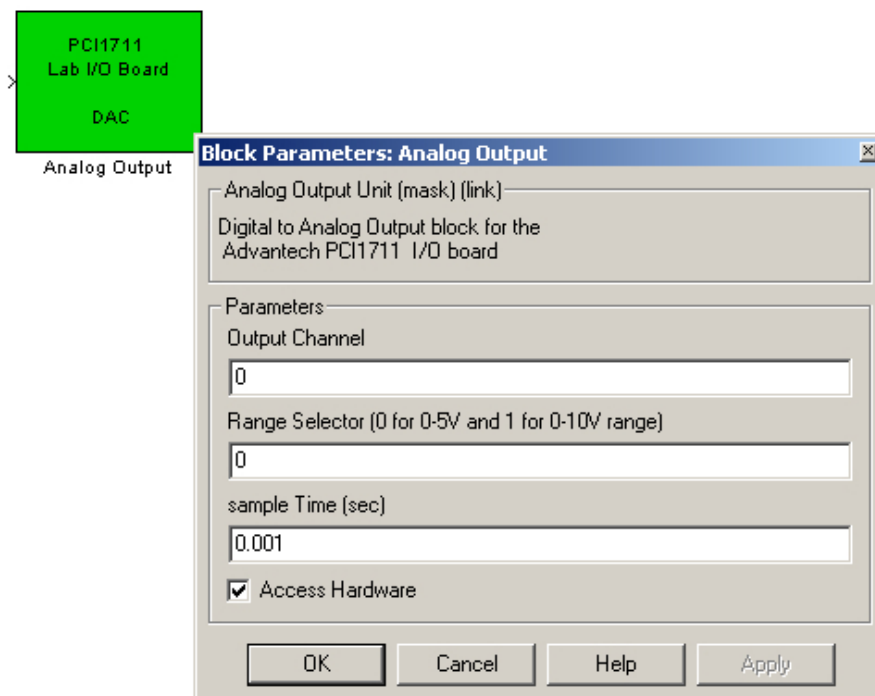 PCI1711
Lab I/O Board
DAC
Analog Output
Block Parameters: Analog Output
Analog Output Unit (mask) (link)
Digital to Analog Output block for the
Advantech PCI1711 I/O board
Parameters
Output Channel
0
Range Selector (0 for 0-5V and 1 for 0-10V range)
0
sample Time (sec)
0.001
Access Hardware
OK Cancel Help Apply